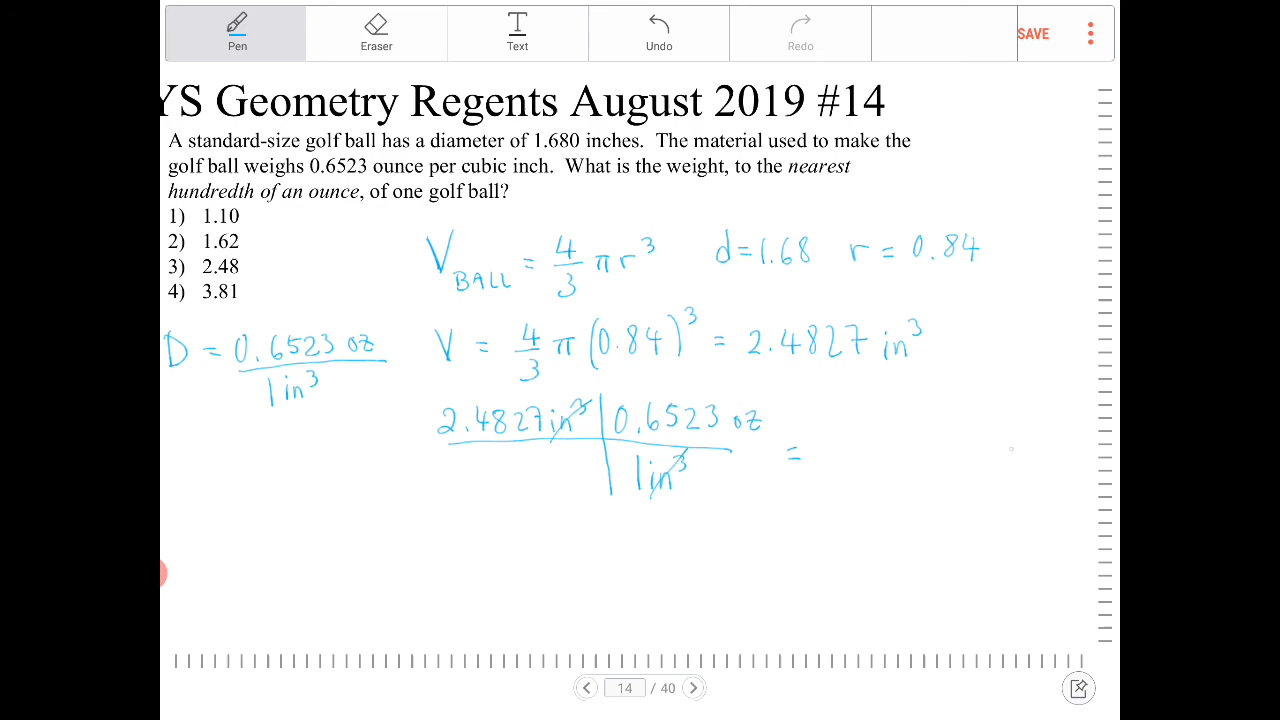 Pen Eraser Text Undo Redo SAVE
YS Geometry Regents August 2019 #14
A standard-size golf ball has a diameter of 1.680 inches. The material used to make the
golf ball weighs 0.6523 ounce per cubic inch. What is the weight, to the nearest
hundredth of an ounce, of one golf ball?
1) 1.10
2) 1.62
3) 2.48
4) 3.81
V BALL = 4/3 πr³ d=1.68 r = 0.84
D = 0.6523 oz / 1 in³
V = 4/3 π (0.84)³ = 2.4827 in³
2.4827 in³ | 0.6523 oz
1 in³ =
14 / 40